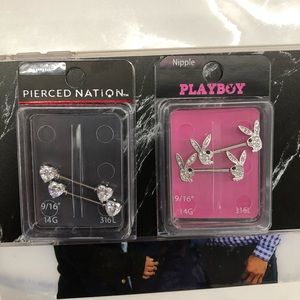 PIERCED NATION
9/16"
14G
316L
Nipple
PLAYBOY
9/16"
14G
316L